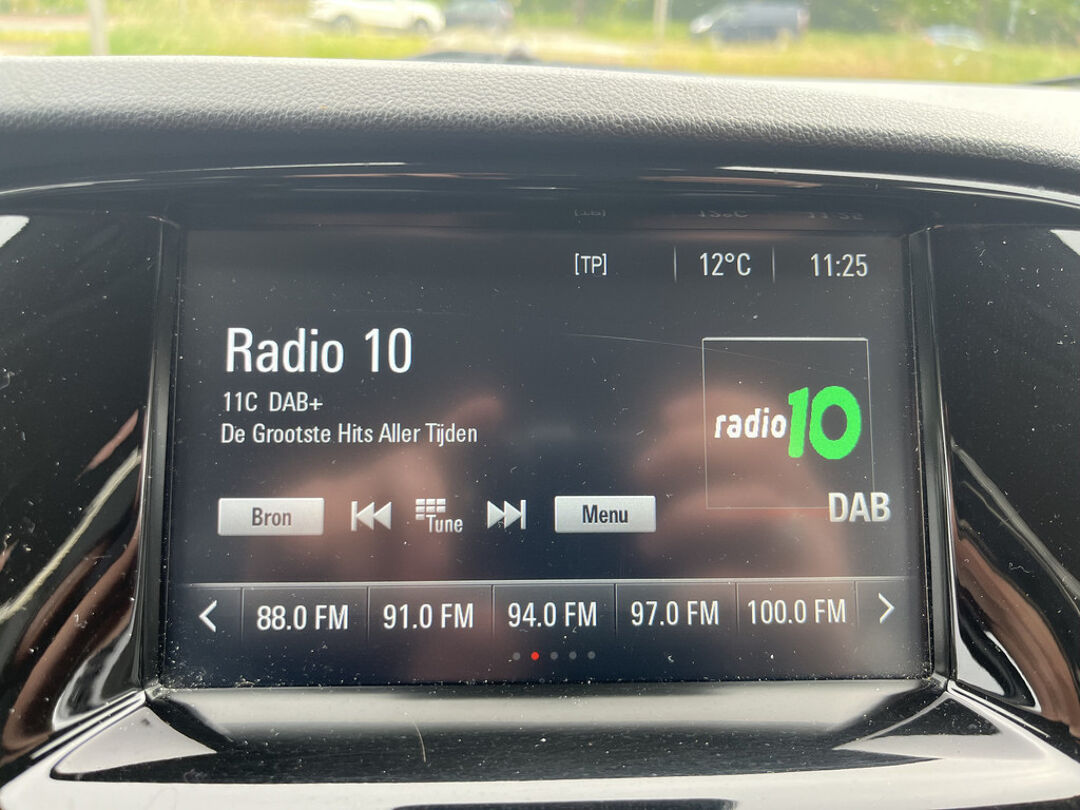 [TP] 12°C 11:25
Radio 10
11C DAB+
De Grootste Hits Aller Tijden
radio10
DAB
Bron Tune Menu
88.0 FM 91.0 FM 94.0 FM 97.0 FM 100.0 FM